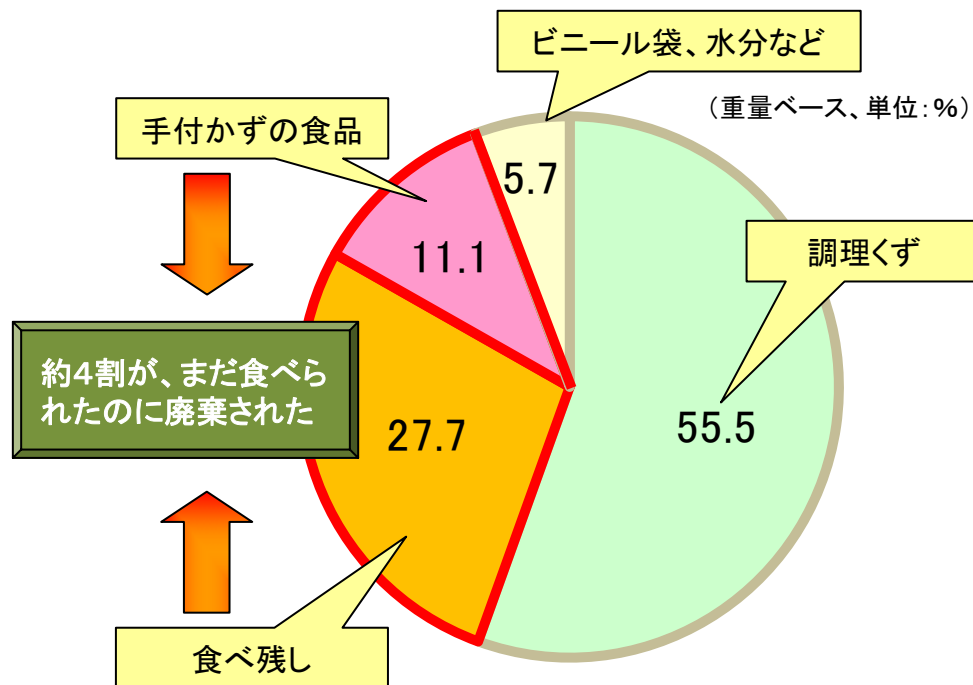 ビニール袋、水分など
（重量ベース、単位：％）
手付かずの食品
5.7
11.1
調理くず
約4割が、まだ食べら
れたのに廃棄された
27.7
55.5
食べ残し